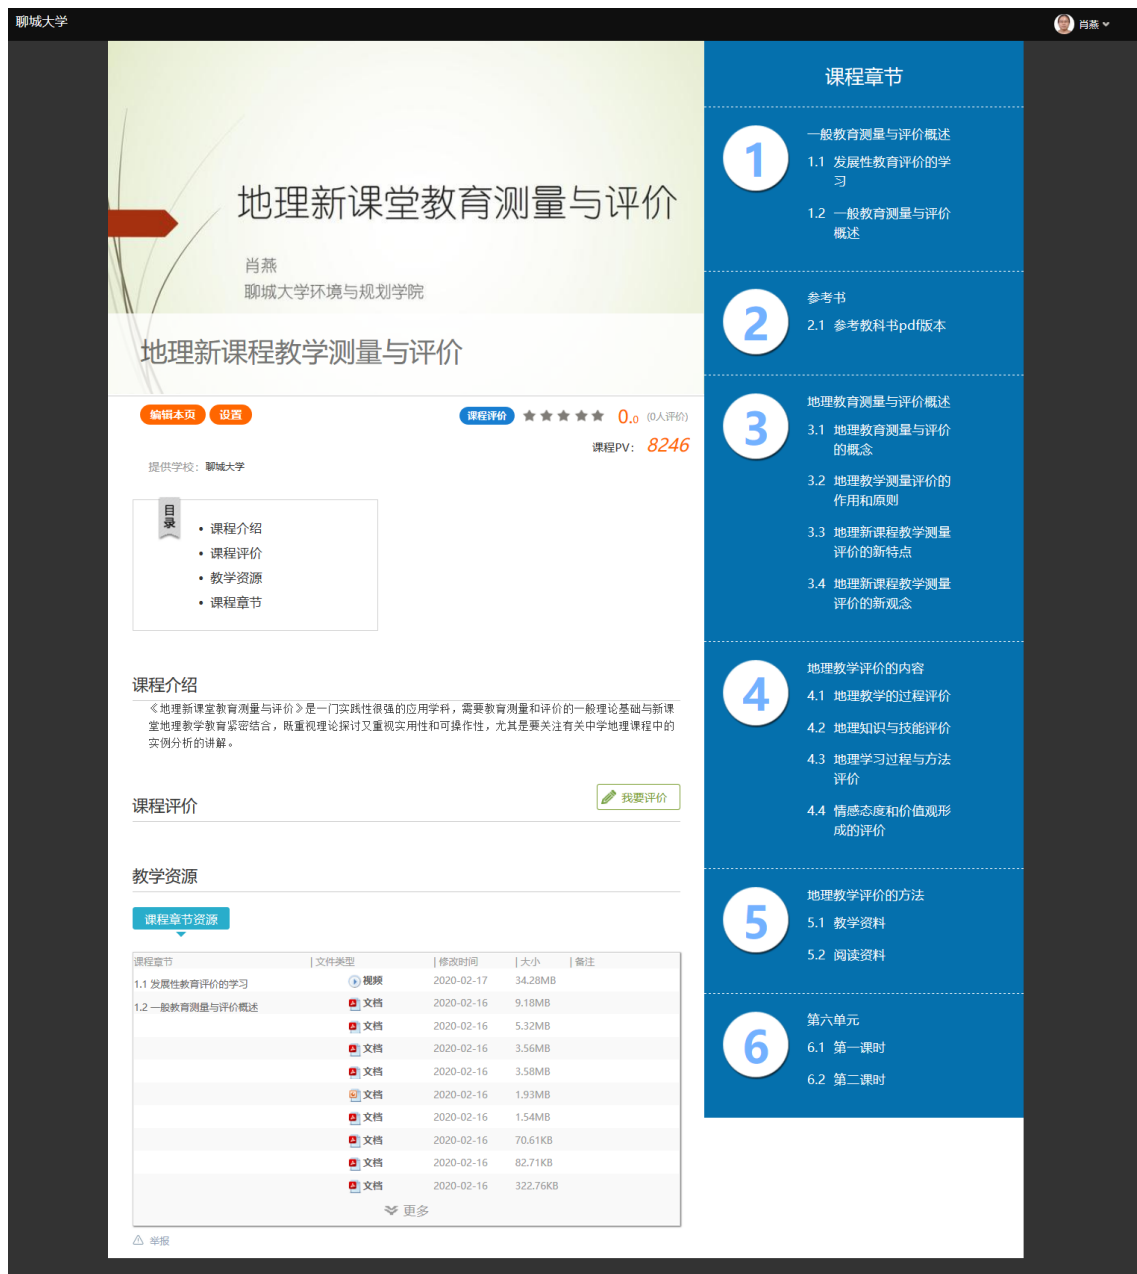 聊城大学
肖燕
地理新课堂教育测量与评价
肖燕
聊城大学环境与规划学院
地理新课程教学测量与评价
编辑本页 设置
课程评价 0.0 (0人评价)
课程PV： 8246
提供学校：聊城大学
目录
• 课程介绍
• 课程评价
• 教学资源
• 课程章节
课程介绍
《地理新课堂教育测量与评价》是一门实践性很强的应用学科，需要教育测量和评价的一般理论基础与新课
堂地理教学教育紧密结合，既重视理论探讨又重视实用性和可操作性，尤其是要关注有关中学地理课程中的
实例分析的讲解。
课程评价
我要评价
教学资源
课程章节资源
课程章节 |文件类型 |修改时间 |大小 |备注
1.1 发展性教育评价的学习 视频 2020-02-17 34.28MB
1.2 一般教育测量与评价概述 文档 2020-02-16 9.18MB
文档 2020-02-16 5.32MB
文档 2020-02-16 3.56MB
文档 2020-02-16 3.58MB
文档 2020-02-16 1.93MB
文档 2020-02-16 1.54MB
文档 2020-02-16 70.61KB
文档 2020-02-16 82.71KB
文档 2020-02-16 322.76KB
更多
举报
课程章节
1
一般教育测量与评价概述
1.1 发展性教育评价的学
习
1.2 一般教育测量与评价
概述
2
参考书
2.1 参考教科书pdf版本
3
地理教育测量与评价概述
3.1 地理教育测量与评价
的概念
3.2 地理教学测量评价的
作用和原则
3.3 地理新课程教学测量
评价的新特点
3.4 地理新课程教学测量
评价的新观念
4
地理教学评价的内容
4.1 地理教学的过程评价
4.2 地理知识与技能评价
4.3 地理学习过程与方法
评价
4.4 情感态度和价值观形
成的评价
5
地理教学评价的方法
5.1 教学资料
5.2 阅读资料
6
第六单元
6.1 第一课时
6.2 第二课时